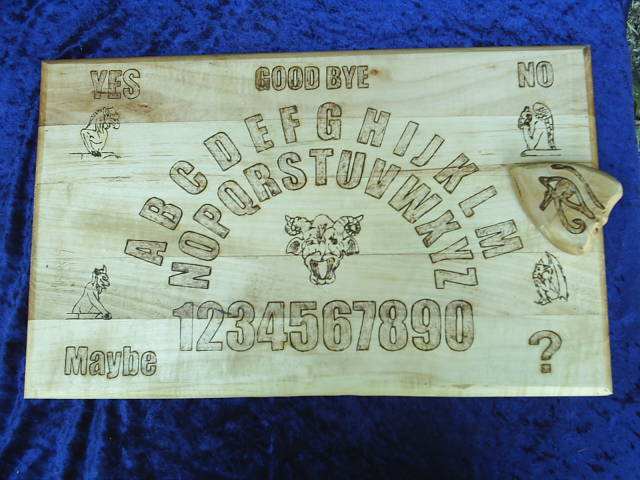 YES GOOD BYE NO
ABCDEFGHIJKLM
NOPQRSTUVWXYZ
1234567890
Maybe ?